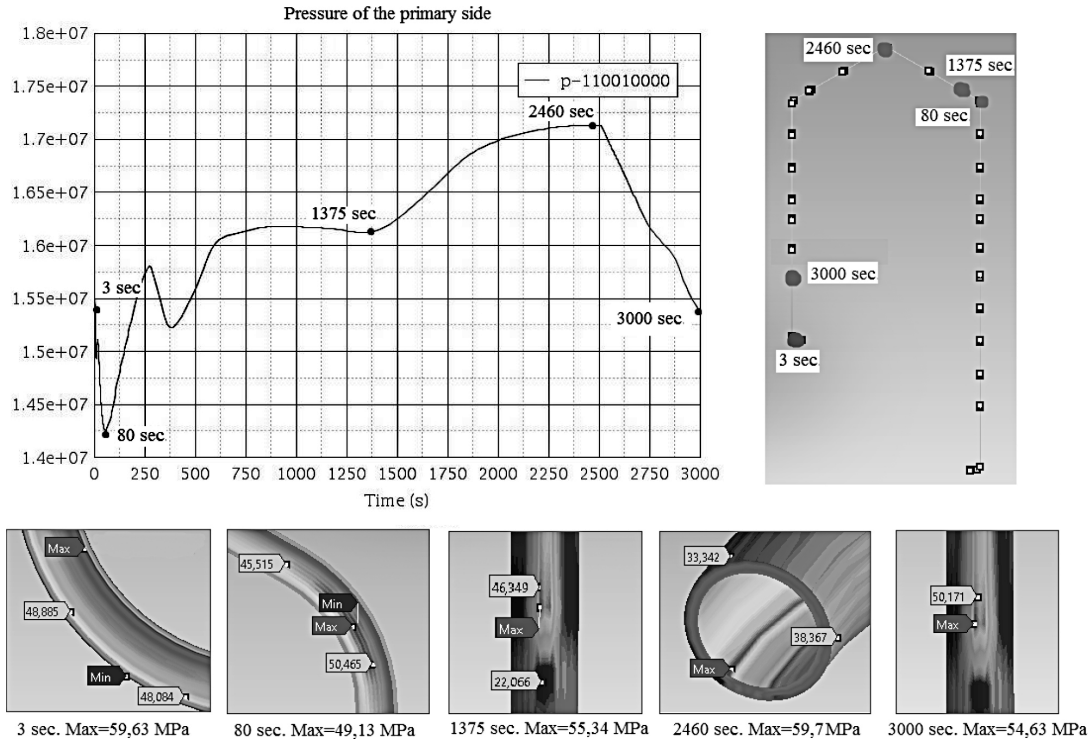 Pressure of the primary side
1.8e+07
1.75e+07
1.7e+07
1.65e+07
1.6e+07
1.55e+07
1.5e+07
1.45e+07
1.4e+07
p-110010000
2460 sec
1375 sec
3 sec
3000 sec
80 sec
0
250
500
750
1000
1250
1500
1750
2000
2250
2500
2750
3000
Time (s)
2460 sec
1375 sec
80 sec
3000 sec
3 sec
Max
48,885
Min
48,084
3 sec. Max=59,63 MPa
45,515
Min
Max
50,465
80 sec. Max=49,13 MPa
46,349
Max
22,066
1375 sec. Max=55,34 MPa
33,342
38,367
Max
2460 sec. Max=59,7MPa
50,171
Max
3000 sec. Max=54,63 MPa